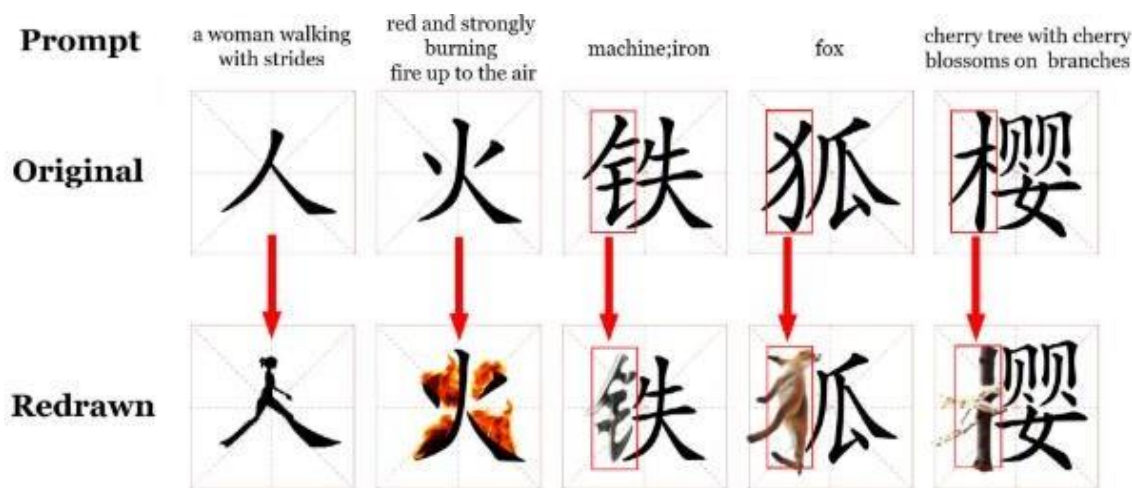 Prompt
a woman walking
with strides
red and strongly
burning
fire up to the air
machine;iron
fox
cherry tree with cherry
blossoms on branches
Original
人
火
铁
狐
樱
Redrawn
人
火
铁
狐
樱